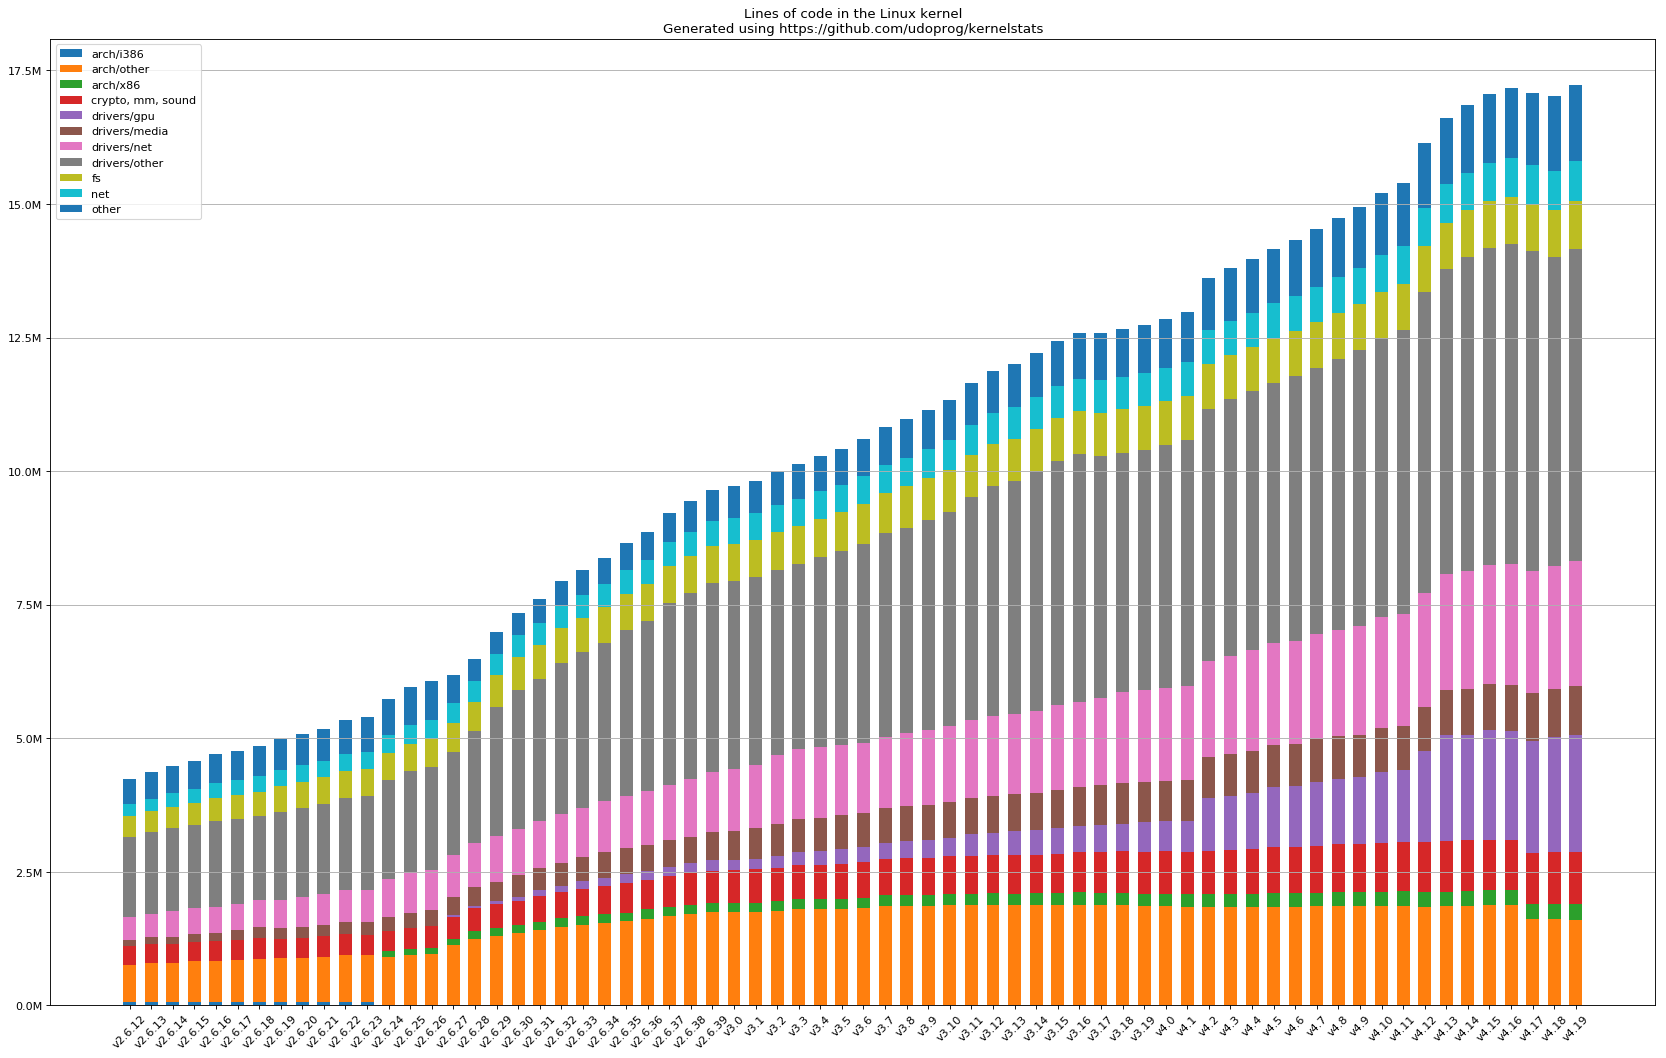 Lines of code in the Linux kernel
Generated using https://github.com/udoprog/kernelstats
arch/i386
arch/other
arch/x86
crypto, mm, sound
drivers/gpu
drivers/media
drivers/net
drivers/other
fs
net
other
17.5M
15.0M
12.5M
10.0M
7.5M
5.0M
2.5M
0.0M
v2.6.12
v2.6.13
v2.6.14
v2.6.15
v2.6.16
v2.6.17
v2.6.18
v2.6.19
v2.6.20
v2.6.21
v2.6.22
v2.6.23
v2.6.24
v2.6.25
v2.6.26
v2.6.27
v2.6.28
v2.6.29
v2.6.30
v2.6.31
v2.6.32
v2.6.33
v2.6.34
v2.6.35
v2.6.36
v2.6.37
v2.6.38
v2.6.39
v3.0
v3.1
v3.2
v3.3
v3.4
v3.5
v3.6
v3.7
v3.8
v3.9
v3.10
v3.11
v3.12
v3.13
v3.14
v3.15
v3.16
v3.17
v3.18
v3.19
v4.0
v4.1
v4.2
v4.3
v4.4
v4.5
v4.6
v4.7
v4.8
v4.9
v4.10
v4.11
v4.12
v4.13
v4.14
v4.15
v4.16
v4.17
v4.18
v4.19